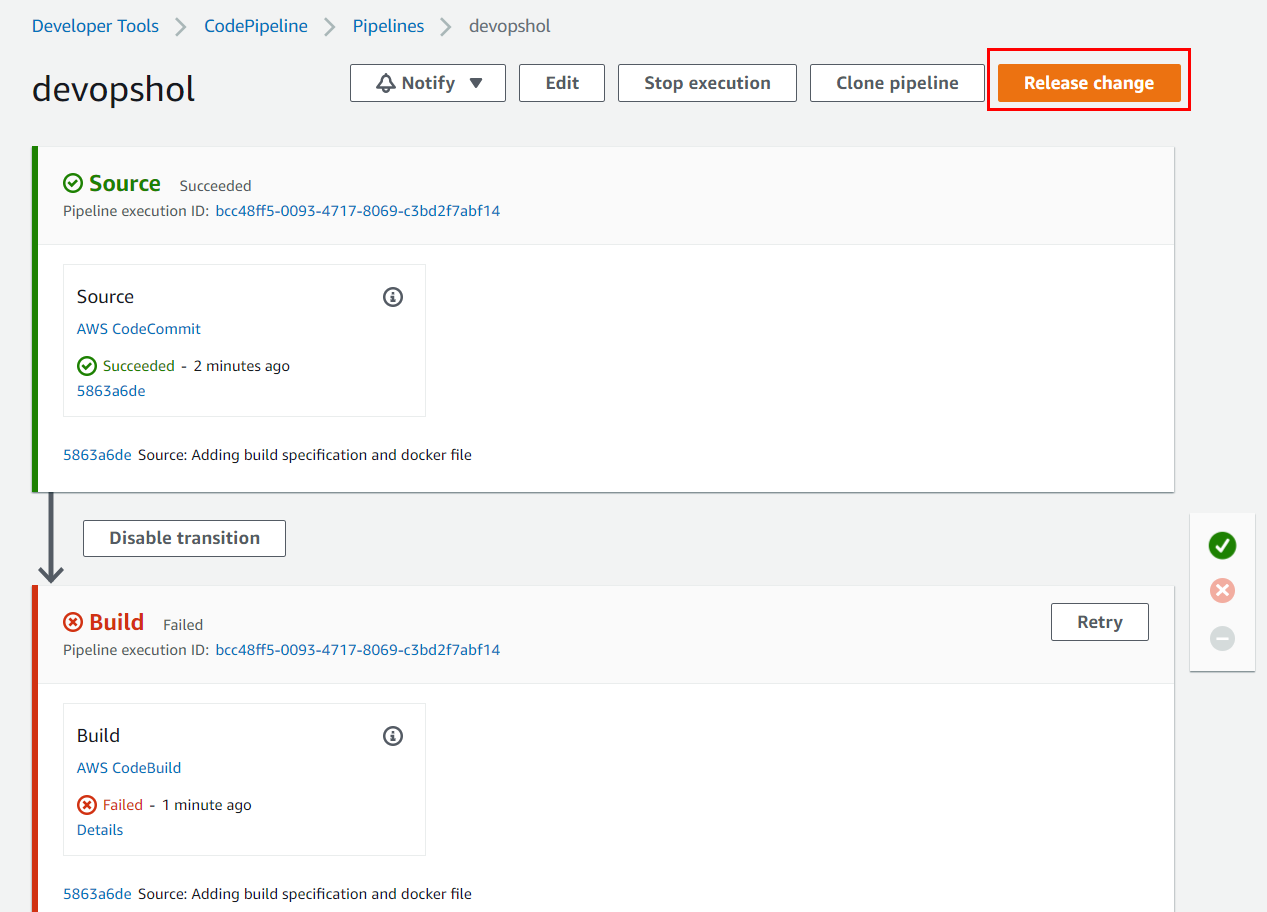 Developer Tools > CodePipeline > Pipelines > devopshol
devopshol
Notify ▼ Edit Stop execution Clone pipeline Release change
Source Succeeded
Pipeline execution ID: bcc48ff5-0093-4717-8069-c3bd2f7abf14
Source
AWS CodeCommit
Succeeded - 2 minutes ago
5863a6de
5863a6de Source: Adding build specification and docker file
Disable transition
Build Failed
Retry
Pipeline execution ID: bcc48ff5-0093-4717-8069-c3bd2f7abf14
Build
AWS CodeBuild
Failed - 1 minute ago
Details
5863a6de Source: Adding build specification and docker file